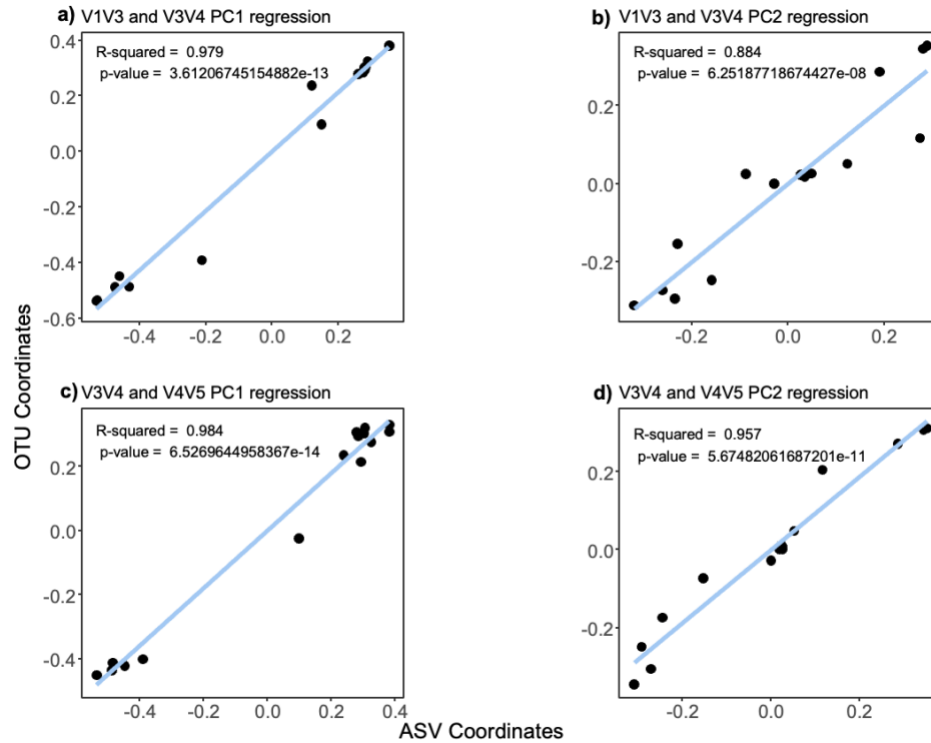 a) V1V3 and V3V4 PC1 regression
R-squared = 0.979
p-value = 3.61206745154882e-13
0.4
0.2
0.0
-0.2
-0.4
-0.6
-0.4
-0.2
0.0
0.2
b) V1V3 and V3V4 PC2 regression
R-squared = 0.884
p-value = 6.25187718674427e-08
0.2
0.0
-0.2
-0.2
0.0
0.2
OTU Coordinates
c) V3V4 and V4V5 PC1 regression
R-squared = 0.984
p-value = 6.5269644958367e-14
0.2
0.0
-0.2
-0.4
-0.4
-0.2
0.0
0.2
0.4
d) V3V4 and V4V5 PC2 regression
R-squared = 0.957
p-value = 5.67482061687201e-11
0.2
0.0
-0.2
-0.2
0.0
0.2
ASV Coordinates